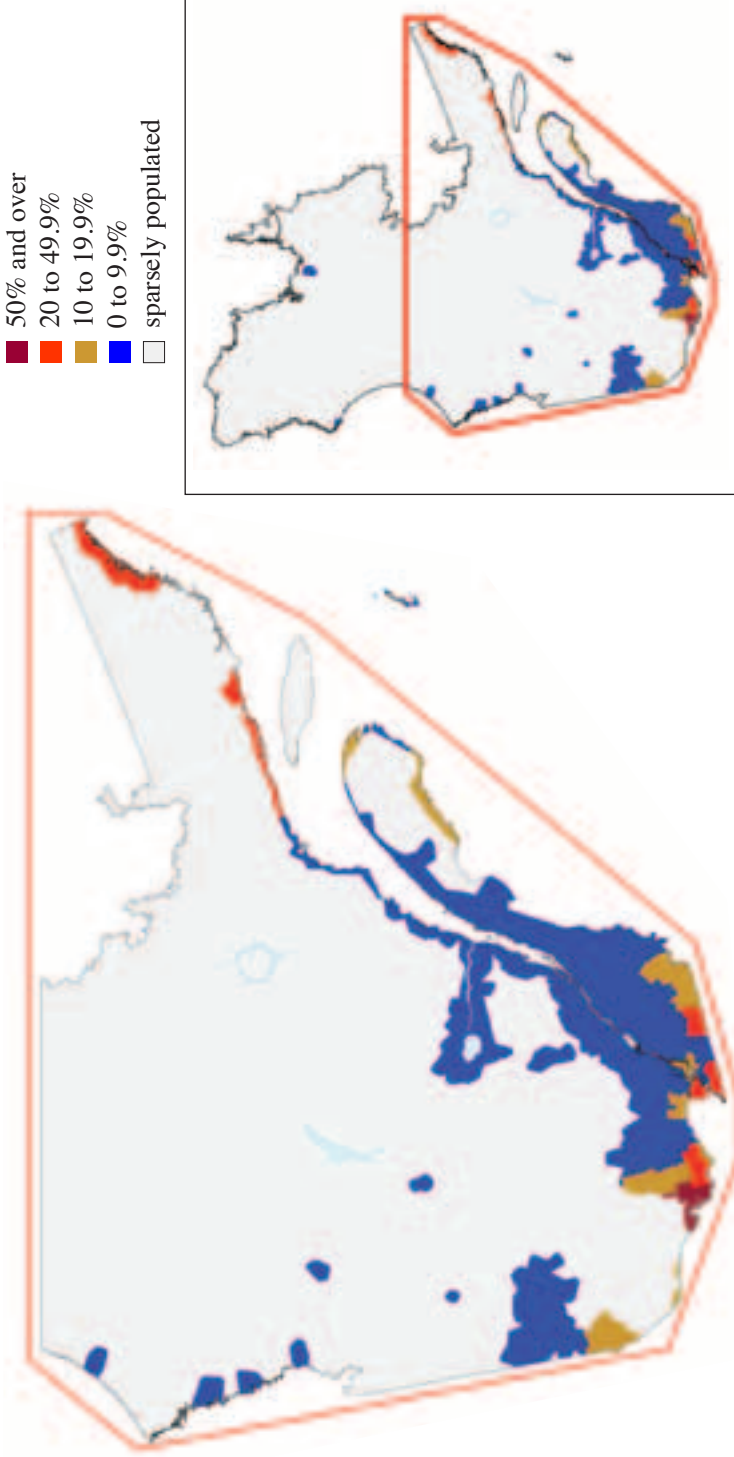 50% and over
20 to 49.9%
10 to 19.9%
0 to 9.9%
sparsely populated